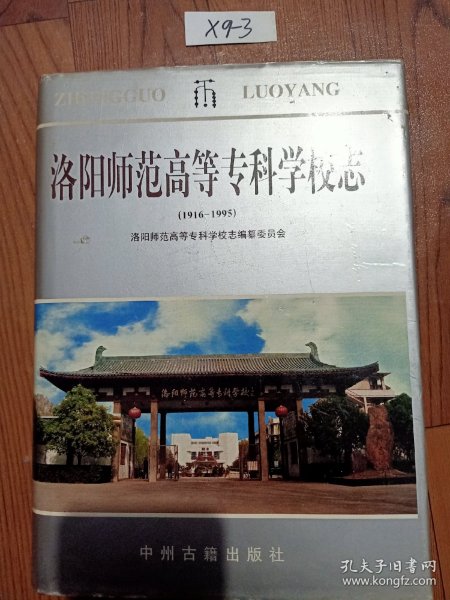 X9-3
ZHONGGUO LUOYANG
洛阳师范高等专科学校志
(1916-1995)
洛阳师范高等专科学校志编纂委员会
洛阳师范高等专科学校
中州古籍出版社
孔夫子旧书网
www.kongfz.com